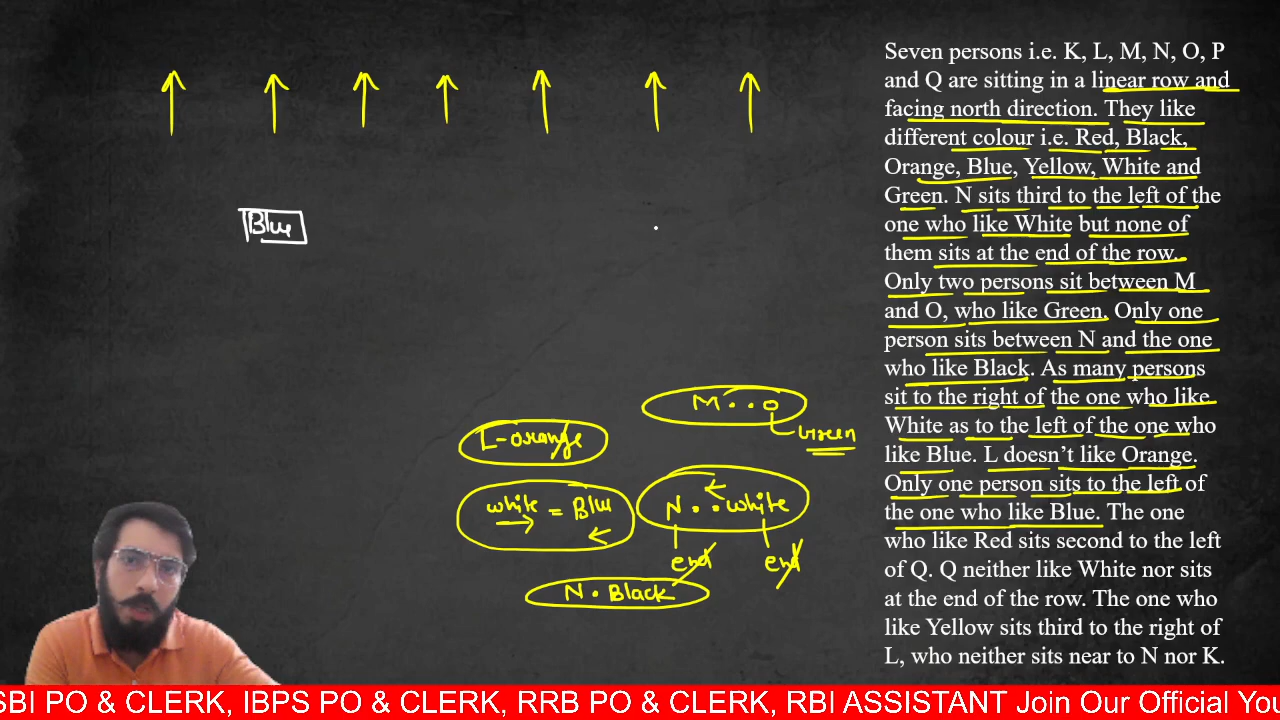 Seven persons i.e. K, L, M, N, O, P
and Q are sitting in a linear row and
facing north direction. They like
different colour i.e. Red, Black,
Orange, Blue, Yellow, White and
Green. N sits third to the left of the
one who like White but none of
them sits at the end of the row.
Only two persons sit between M
and O, who like Green. Only one
person sits between N and the one
who like Black. As many persons
sit to the right of the one who like
White as to the left of the one who
like Blue. L doesn't like Orange.
Only one person sits to the left of
the one who like Blue. The one
who like Red sits second to the left
of Q. Q neither like White nor sits
at the end of the row. The one who
like Yellow sits third to the right of
L, who neither sits near to N nor K.
Blue
M . . O
Green
L-orange
white = Blue
N . . white
end end
N . Black
SBI PO & CLERK, IBPS PO & CLERK, RRB PO & CLERK, RBI ASSISTANT Join Our Official You